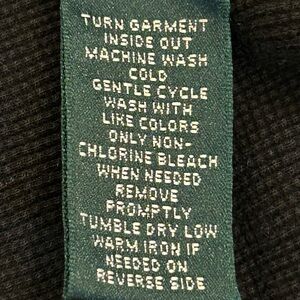 TURN GARMENT
INSIDE OUT
MACHINE WASH
COLD
GENTLE CYCLE
WASH WITH
LIKE COLORS
ONLY NON-
CHLORINE BLEACH
WHEN NEEDED
REMOVE
PROMPTLY
TUMBLE DRY LOW
WARM IRON IF
NEEDED ON
REVERSE SIDE